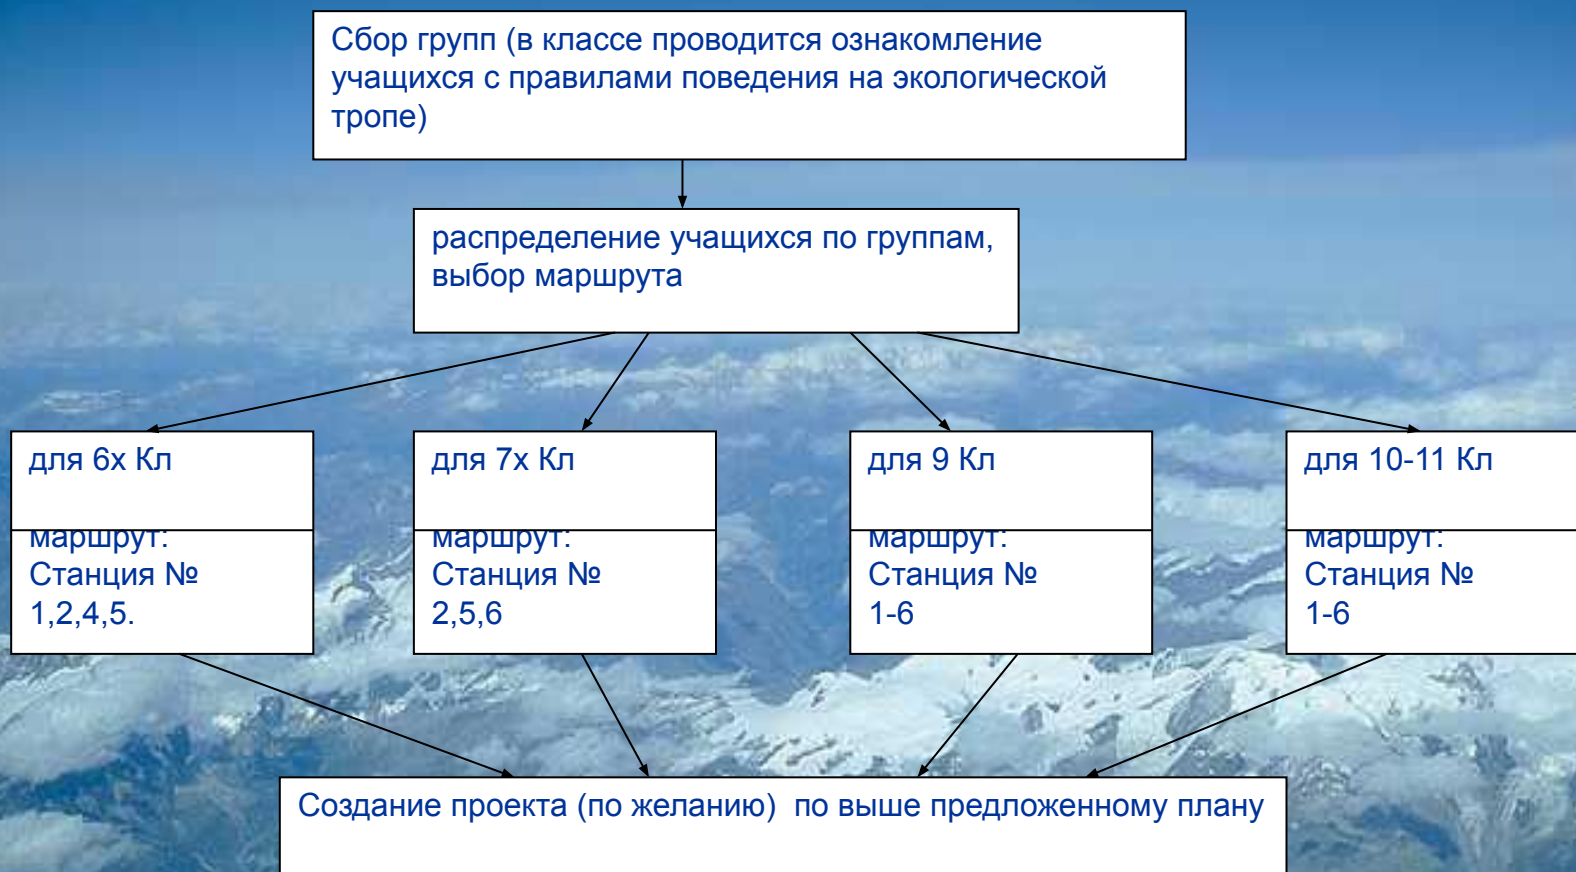 Сбор групп (в классе проводится ознакомление
учащихся с правилами поведения на экологической
тропе)
распределение учащихся по группам,
выбор маршрута
для 6х Кл
для 7х Кл
для 9 Кл
для 10-11 Кл
маршрут:
Станция №
1,2,4,5.
маршрут:
Станция №
2,5,6
маршрут:
Станция №
1-6
маршрут:
Станция №
1-6
Создание проекта (по желанию)  по выше предложенному плану